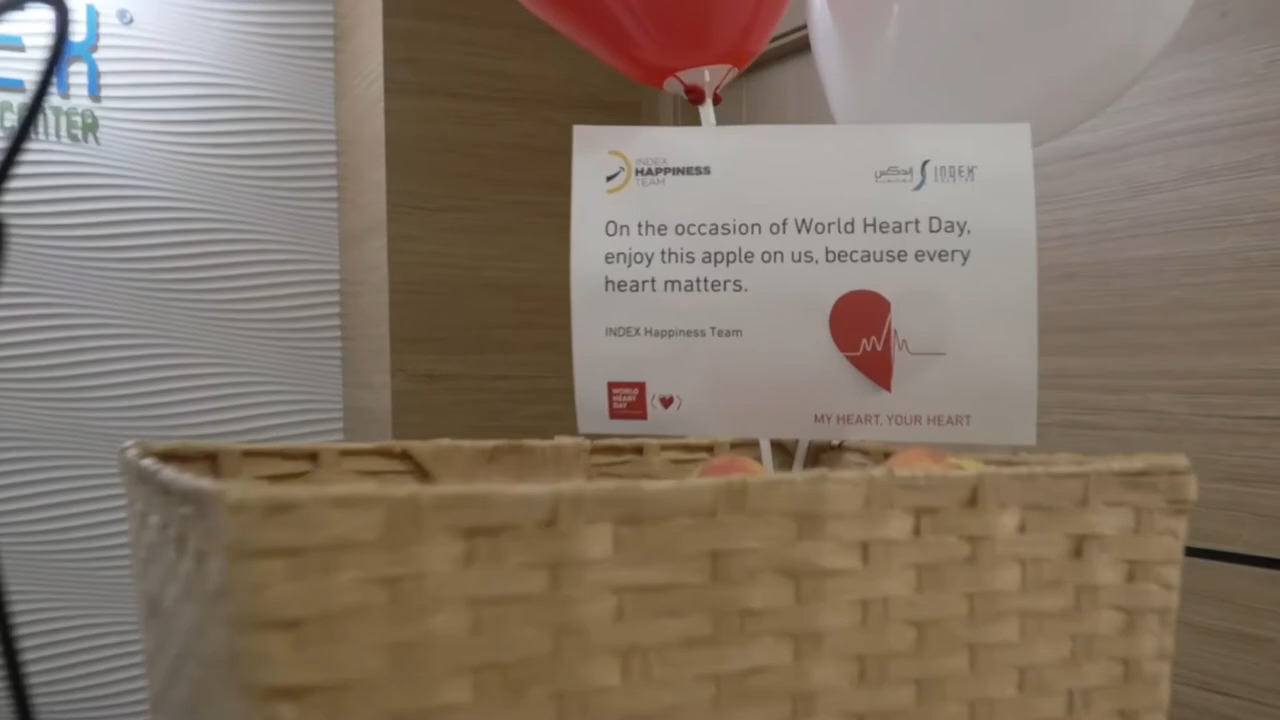 EX
CENTER
INDEX
HAPPINESS
TEAM
اندكس
INDEX
On the occasion of World Heart Day,
enjoy this apple on us, because every
heart matters.
INDEX Happiness Team
WORLD
HEART
DAY
MY HEART, YOUR HEART